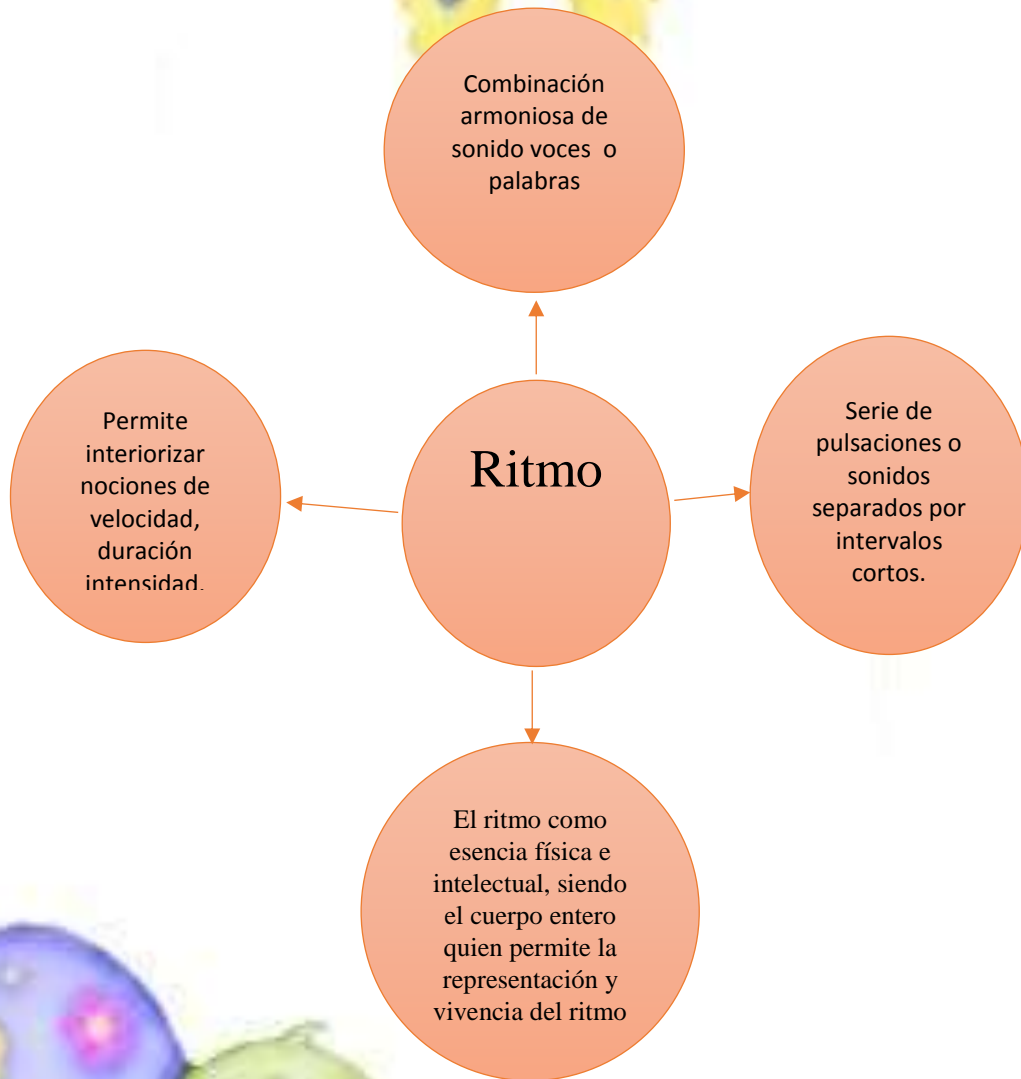 Combinación
armoniosa de
sonido voces o
palabras
Permite
interiorizar
nociones de
velocidad,
duración
intensidad.
Ritmo
Serie de
pulsaciones o
sonidos
separados por
intervalos
cortos.
El ritmo como
esencia física e
intelectual, siendo
el cuerpo entero
quien permite la
representación y
vivencia del ritmo